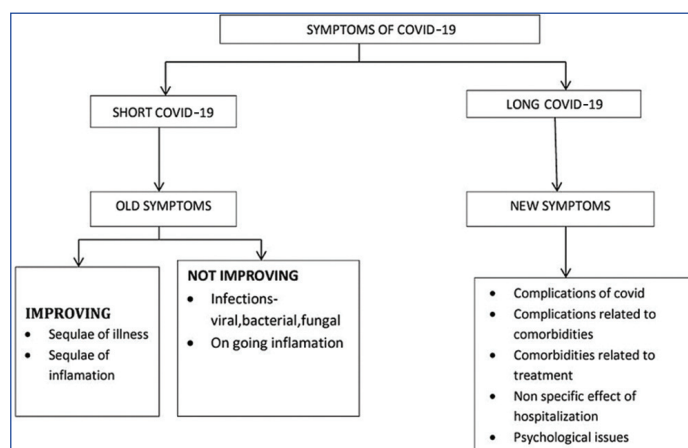 SYMPTOMS OF COVID-19
SHORT COVID-19
LONG COVID-19
OLD SYMPTOMS
NEW SYMPTOMS
IMPROVING
• Sequlae of illness
• Sequlae of
inflamation
NOT IMPROVING
• Infections-
viral,bacterial,fungal
• On going inflamation
• Complications of covid
• Complications related to
comorbidities
• Comorbidities related to
treatment
• Non specific effect of
hospitalization
• Psychological issues